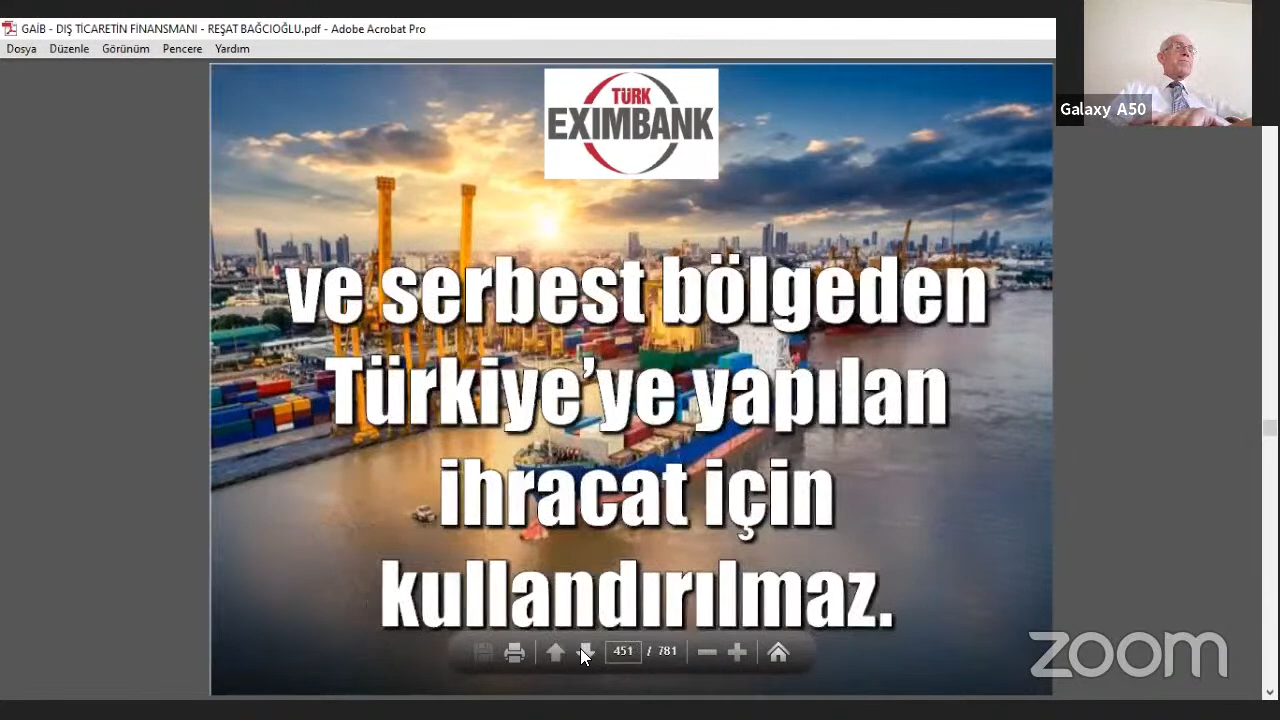 GAİB - DIŞ TİCARETİN FİNANSMANI - REŞAT BAĞCIOĞLU.pdf - Adobe Acrobat Pro
Dosya Düzenle Görünüm Pencere Yardım
Galaxy A50
TÜRK
EXIMBANK
ve serbest bölgeden
Türkiye’ye yapılan
ihracat için
kullandırılmaz.
451 / 781
zoom